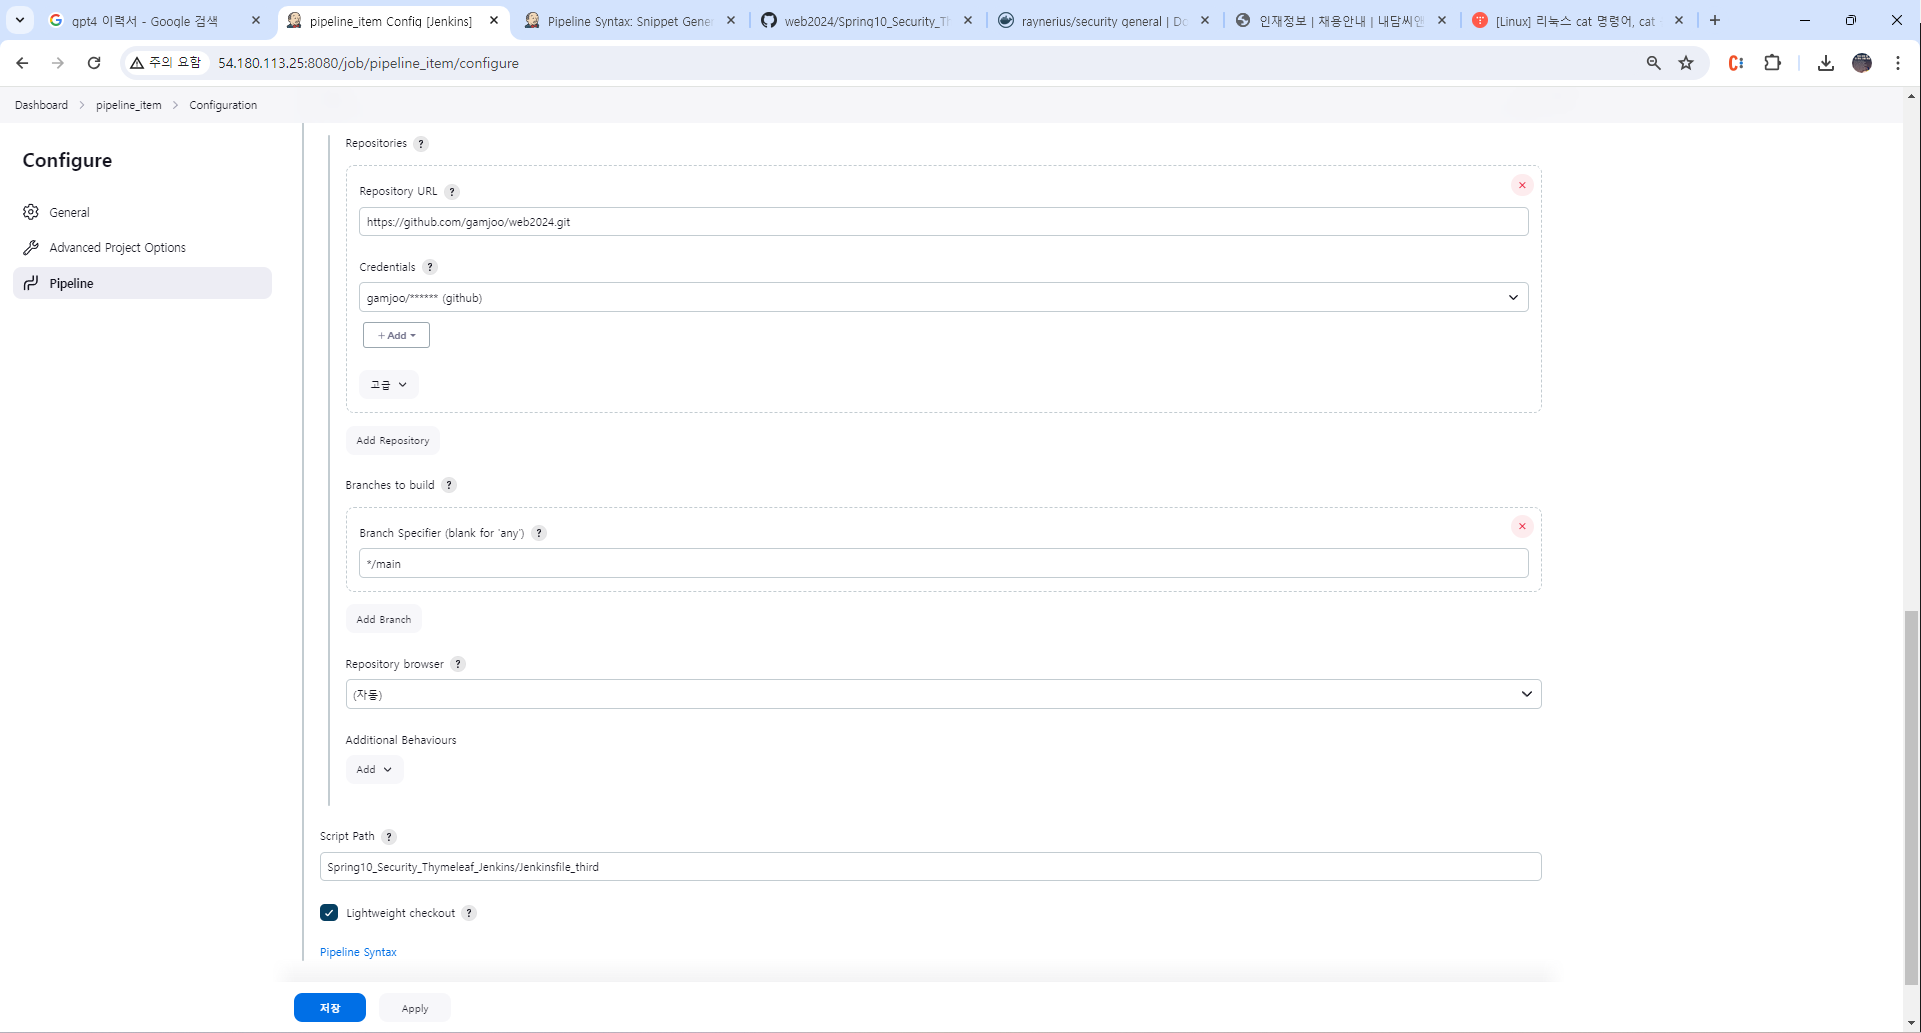 gpt4 이력서 - Google 검색
pipeline_item Config [Jenkins]
Pipeline Syntax: Snippet Gener
web2024/Spring10_Security_Th
raynerius/security general | Do
인재정보 | 채용안내 | 내담씨앤
[Linux] 리눅스 cat 명령어, cat
주의 요함
54.180.113.25:8080/job/pipeline_item/configure
Dashboard > pipeline_item > Configuration
Configure
General
Advanced Project Options
Pipeline
Repositories ?
Repository URL ?
https://github.com/gamjoo/web2024.git
Credentials ?
gamjoo/****** (github)
+ Add
고급
Add Repository
Branches to build ?
Branch Specifier (blank for 'any') ?
*/main
Add Branch
Repository browser ?
(자동)
Additional Behaviours
Add
Script Path ?
Spring10_Security_Thymeleaf_Jenkins/Jenkinsfile_third
Lightweight checkout ?
Pipeline Syntax
저장
Apply